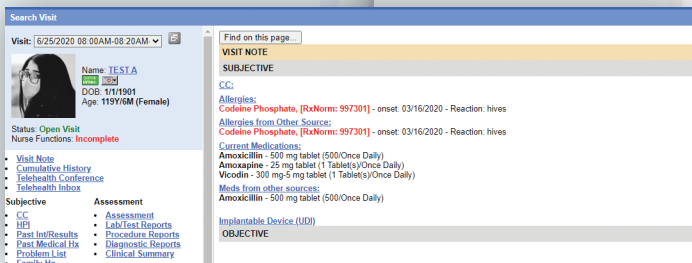 Search Visit
Visit: 6/25/2020 08:00AM-08:20AM
Name: TEST A
DOB: 1/1/1901
Age: 119Y/6M (Female)
Status: Open Visit
Nurse Functions: Incomplete
Visit Note
Cumulative History
Telehealth Conference
Telehealth Inbox
Subjective
CC
HPI
Past Int/Results
Past Medical Hx
Problem List
Family Hx
Assessment
Assessment
Lab/Test Reports
Procedure Reports
Diagnostic Reports
Clinical Summary
Find on this page...
VISIT NOTE
SUBJECTIVE
CC:
Allergies:
Codeine Phosphate, [RxNorm: 997301] - onset: 03/16/2020 - Reaction: hives
Allergies from Other Source:
Codeine Phosphate, [RxNorm: 997301] - onset: 03/16/2020 - Reaction: hives
Current Medications:
Amoxicillin - 500 mg tablet (500/Once Daily)
Amoxapine - 25 mg tablet (1 Tablet(s)/Once Daily)
Vicodin - 300 mg-5 mg tablet (1 Tablet(s)/Once Daily)
Meds from other sources:
Amoxicillin - 500 mg tablet (500/Once Daily)
Implantable Device (UDI)
OBJECTIVE